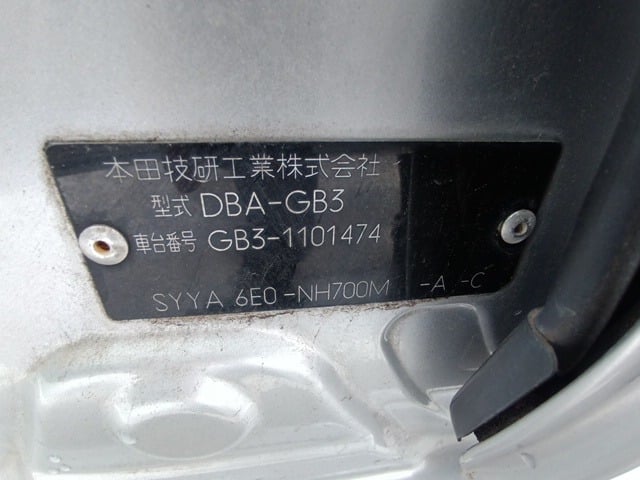 本田技研工業株式会社
型式 DBA-GB3
車台番号 GB3-1101474
SYYA 6E0 -NH700M -A -C